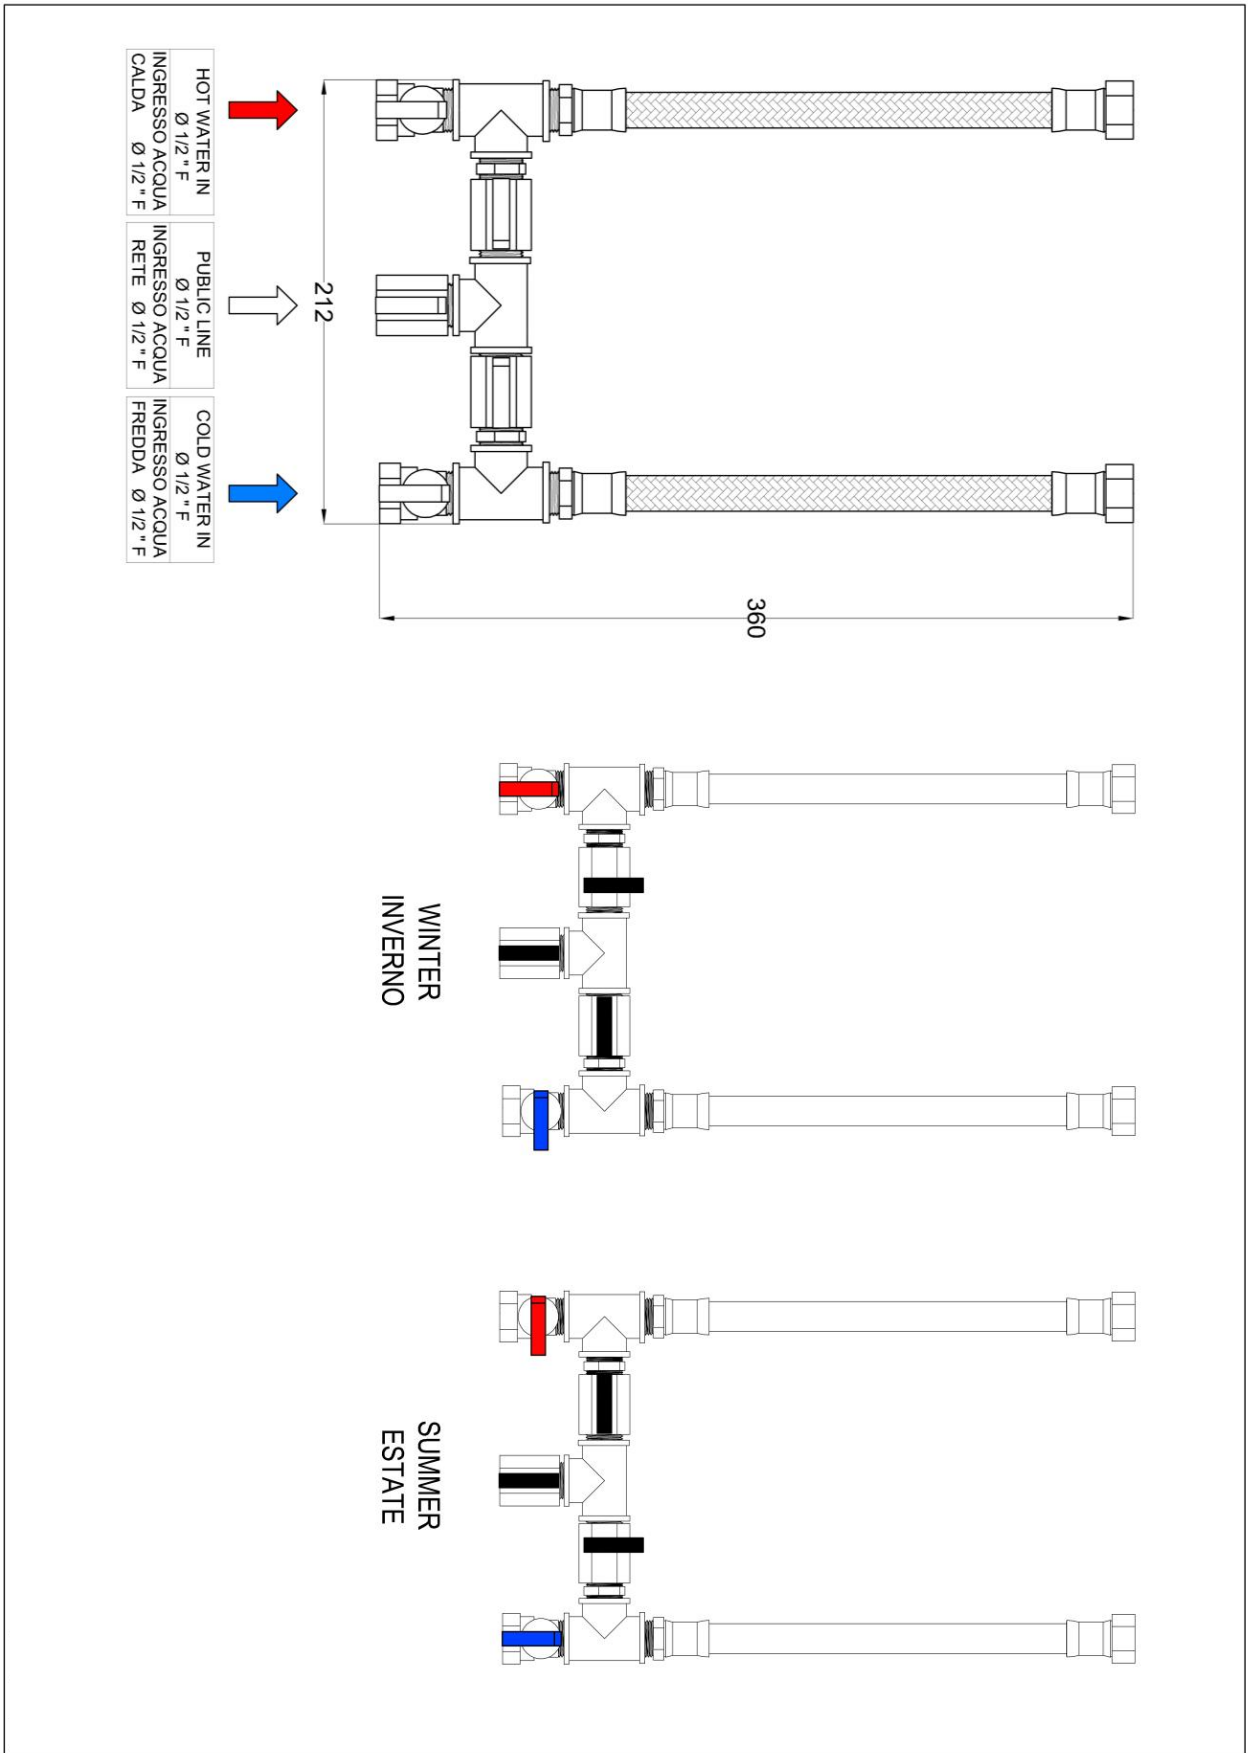 HOT WATER IN
Ø 1/2 " F
INGRESSO ACQUA
CALDA Ø 1/2 " F
PUBLIC LINE
Ø 1/2 " F
INGRESSO ACQUA
RETE Ø 1/2 " F
COLD WATER IN
Ø 1/2 " F
INGRESSO ACQUA
FREDDA Ø 1/2 " F
212
360
WINTER
INVERNO
SUMMER
ESTATE